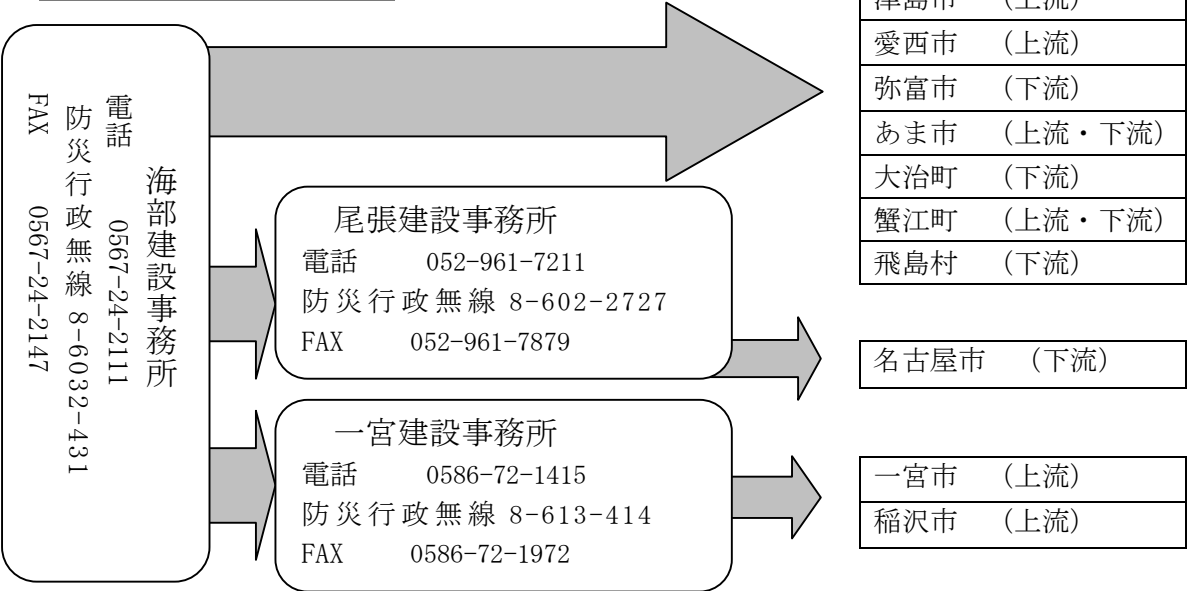 海部建設事務所
電話　　0567-24-2111
防災行政無線 8-6032-431
FAX　　0567-24-2147
津島市　（上流）
愛西市　（上流）
弥富市　（下流）
あま市　（上流・下流）
大治町　（下流）
蟹江町　（上流・下流）
飛島村　（下流）
尾張建設事務所
電話　　052-961-7211
防災行政無線 8-602-2727
FAX　　052-961-7879
名古屋市　（下流）
一宮建設事務所
電話　　0586-72-1415
防災行政無線 8-613-414
FAX　　0586-72-1972
一宮市　（上流）
稲沢市　（上流）